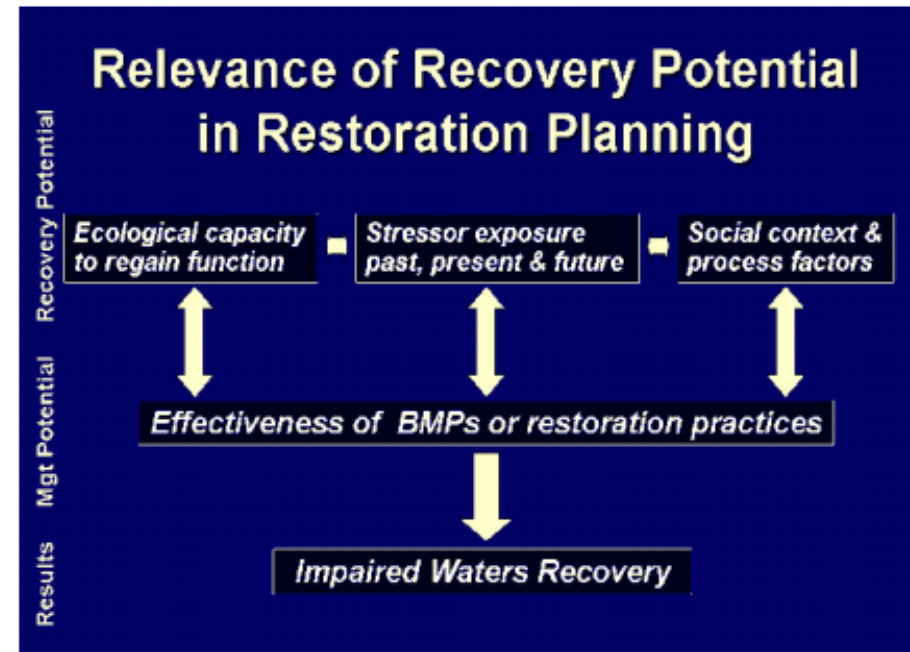 Relevance of Recovery Potential
in Restoration Planning
Recovery Potential
Ecological capacity
to regain function
Stressor exposure
past, present & future
Social context &
process factors
Mgt Potential
Effectiveness of BMPs or restoration practices
Results
Impaired Waters Recovery